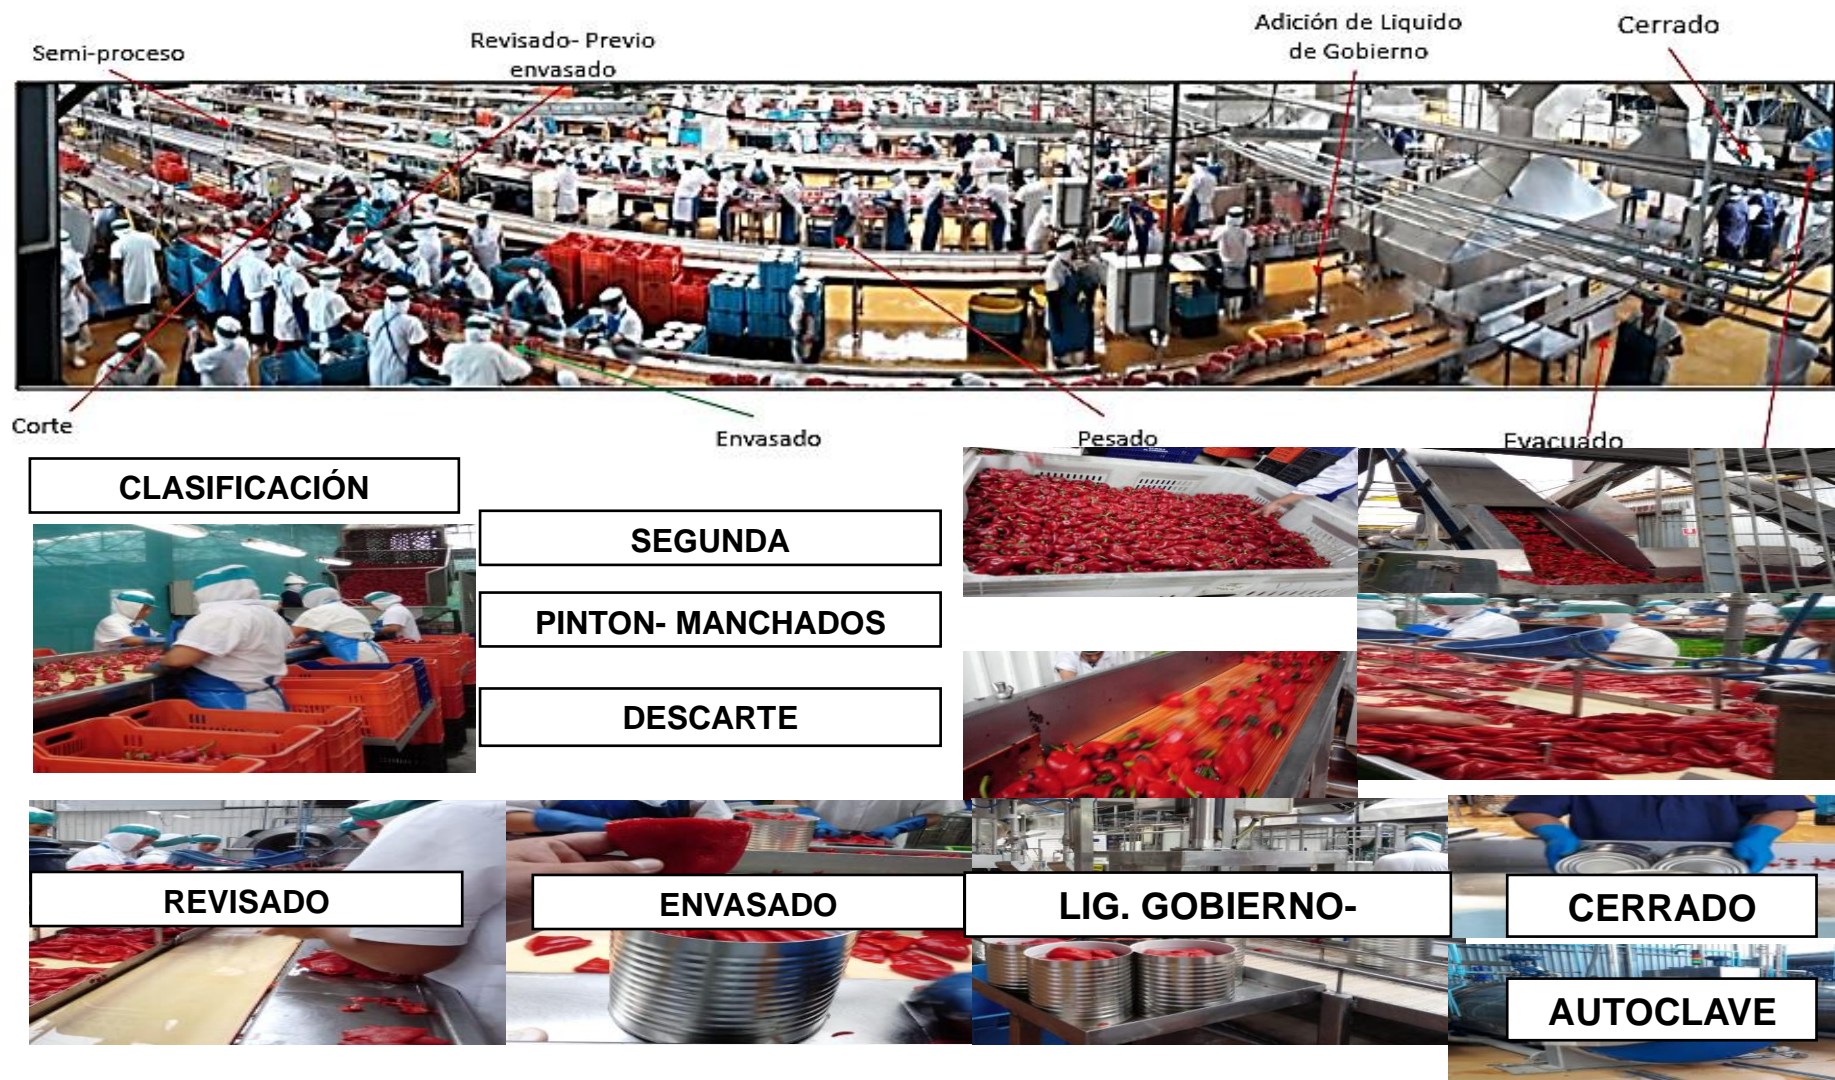 Semi-proceso
Revisado- Previo
envasado
Adición de Liquido
de Gobierno
Cerrado
Corte
Envasado
Pesado
Evacuado
CLASIFICACIÓN
SEGUNDA
PINTON- MANCHADOS
DESCARTE
REVISADO
ENVASADO
LIG. GOBIERNO-
CERRADO
AUTOCLAVE